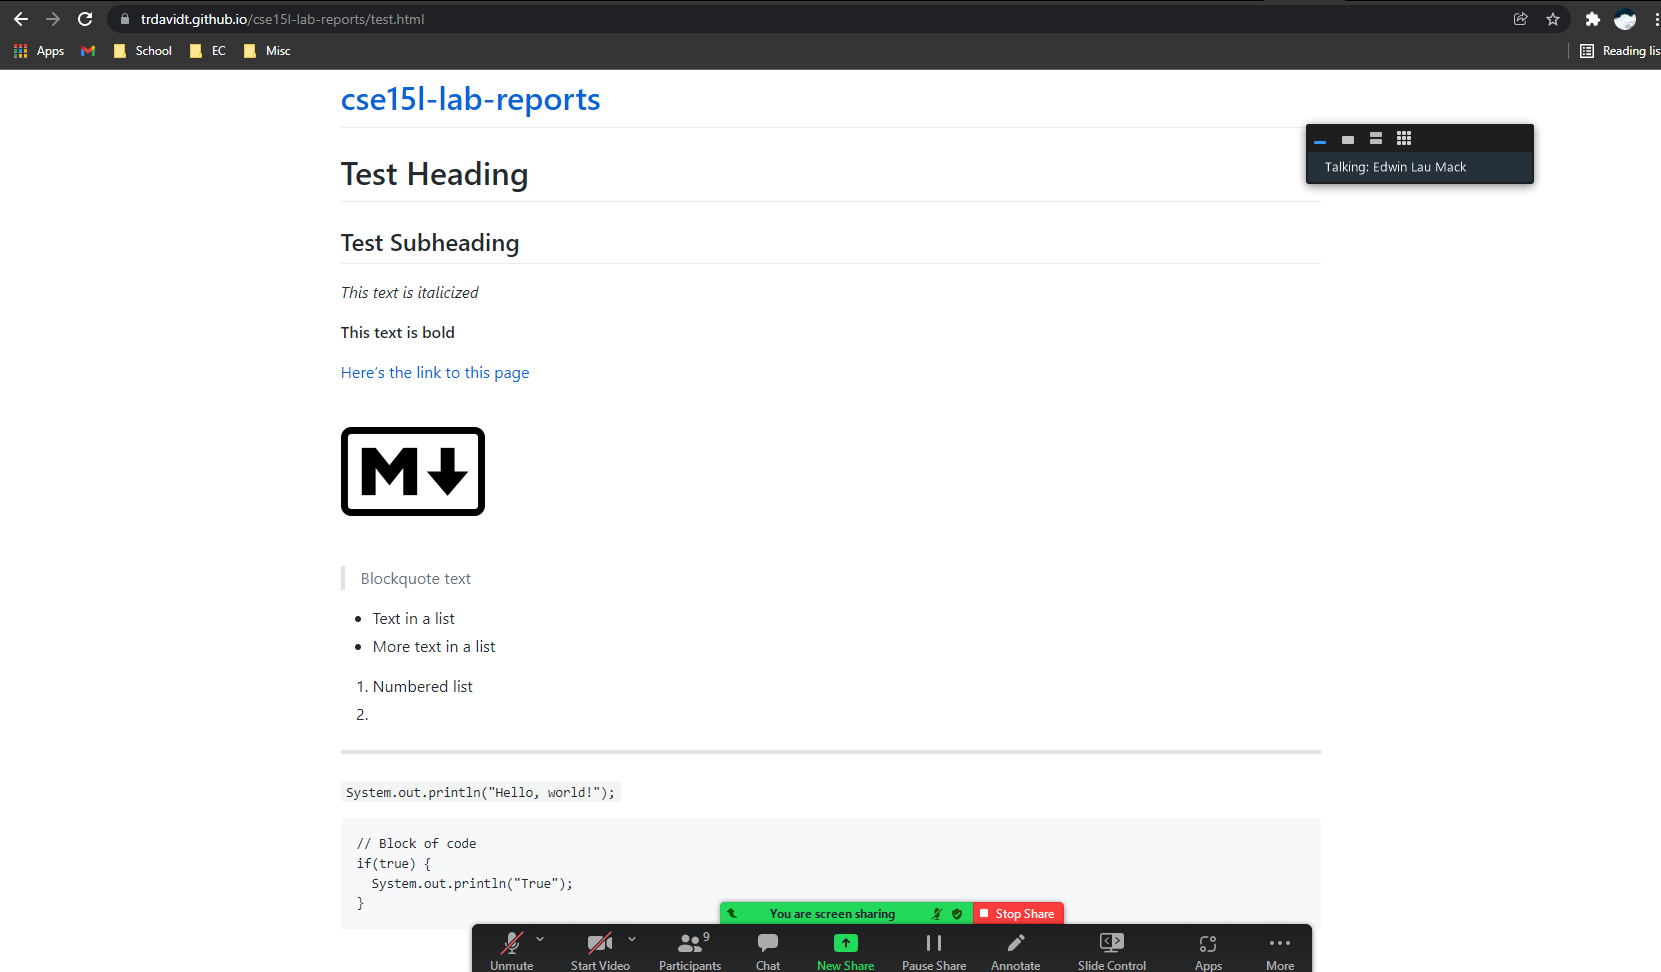 trdavidt.github.io/cse15l-lab-reports/test.html
Apps School EC Misc Reading lis
cse15l-lab-reports
Talking: Edwin Lau Mack
Test Heading
Test Subheading
This text is italicized
This text is bold
Here's the link to this page
M
Blockquote text
• Text in a list
• More text in a list
1. Numbered list
2.
System.out.println("Hello, world!");
// Block of code
if(true) {
System.out.println("True");
}
You are screen sharing Stop Share
9
Unmute Start Video Participants Chat New Share Pause Share Annotate Slide Control Apps More